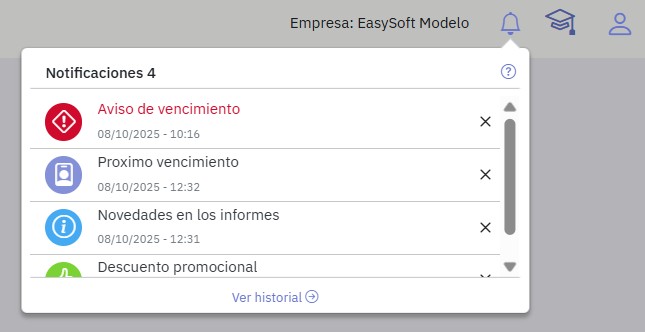 Empresa: EasySoft Modelo
Notificaciones 4
?
Aviso de vencimiento
08/10/2025 - 10:16
Proximo vencimiento
08/10/2025 - 12:32
Novedades en los informes
08/10/2025 - 12:31
Descuento promocional
Ver historial